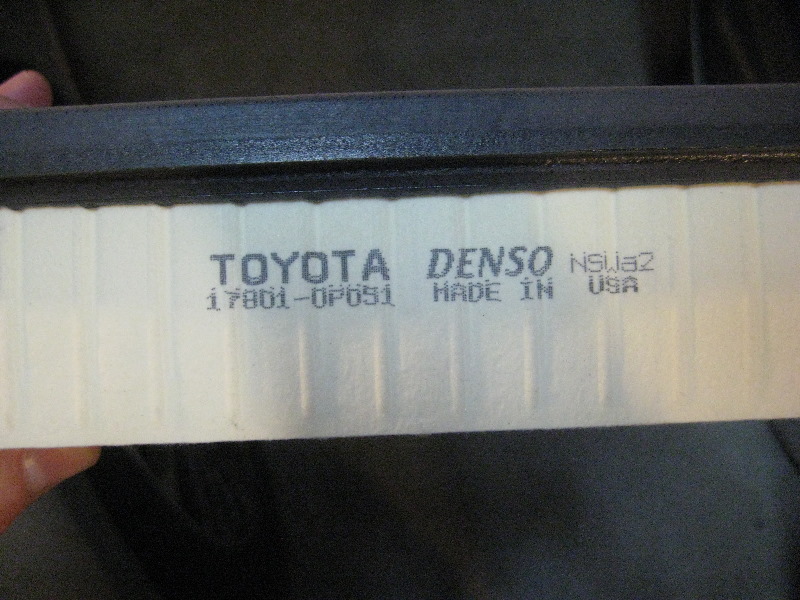 TOYOTA DENSO NSWa2
17801-0P051 MADE IN USA